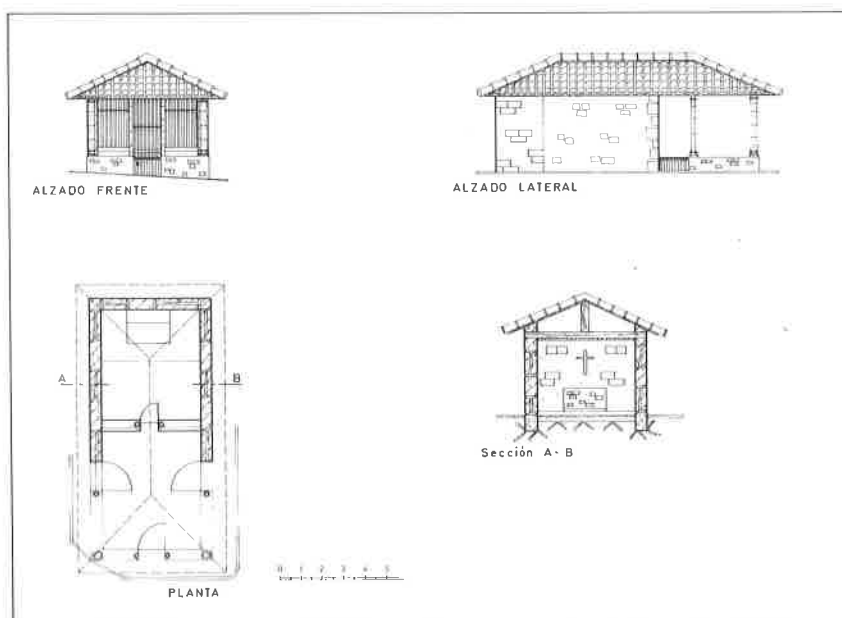 ALZADO FRENTE
ALZADO LATERAL
A
B
Sección A-B
0 1 2 3 4 5
PLANTA